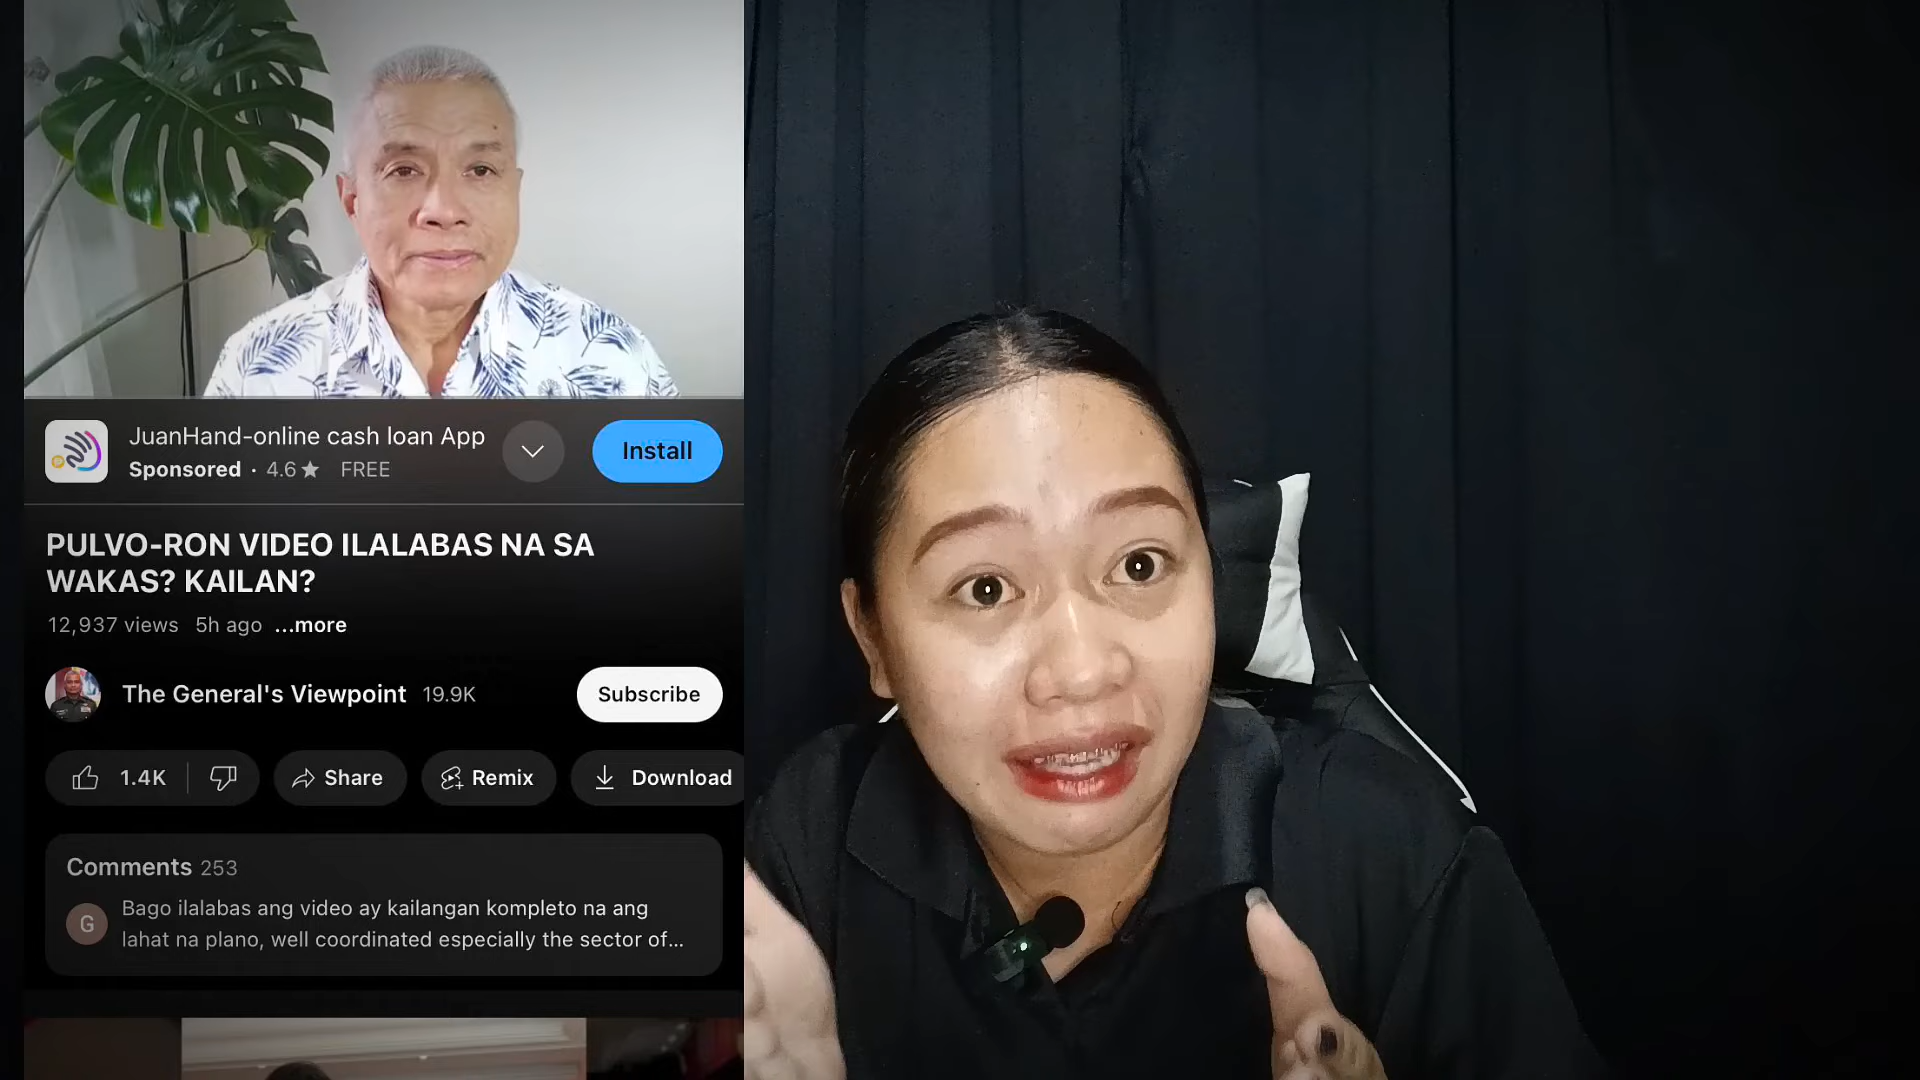 JuanHand-online cash loan App
Sponsored · 4.6★ FREE
Install
PULVO-RON VIDEO ILALABAS NA SA
WAKAS? KAILAN?
12,937 views 5h ago ...more
The General's Viewpoint 19.9K
Subscribe
1.4K
Share
Remix
Download
Comments 253
G
Bago ilalabas ang video ay kailangan kompleto na ang
lahat na plano, well coordinated especially the sector of...